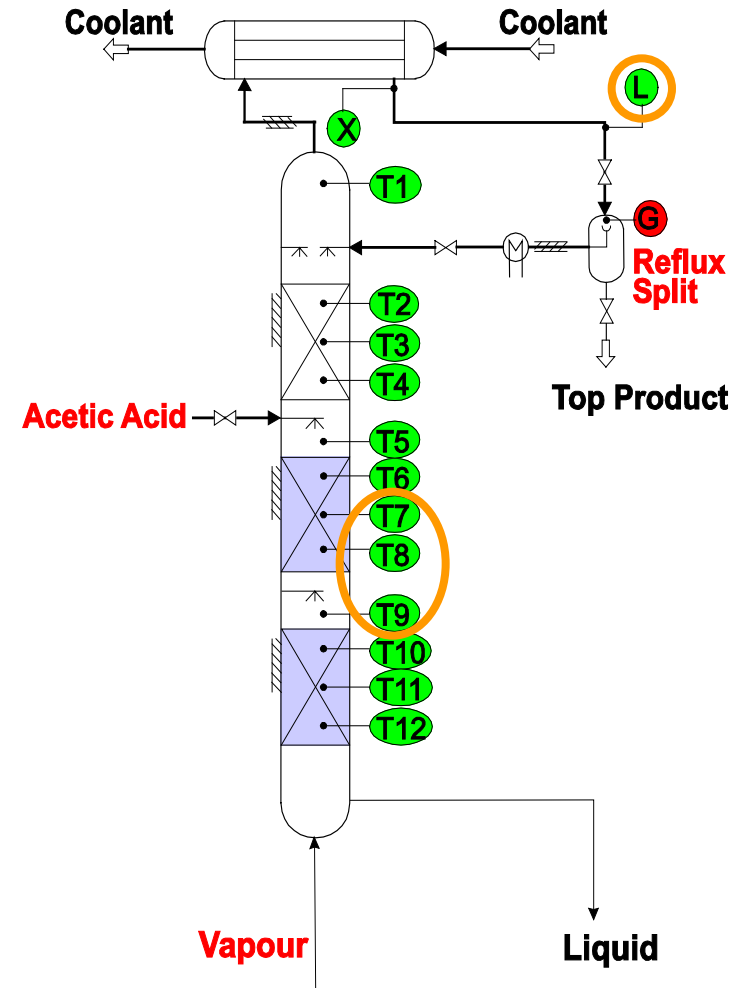 Coolant
Coolant
L
X
T1
G
Reflux
Split
M
T2
T3
T4
Top Product
Acetic Acid
T5
T6
T7
T8
T9
T10
T11
T12
Vapour
Liquid